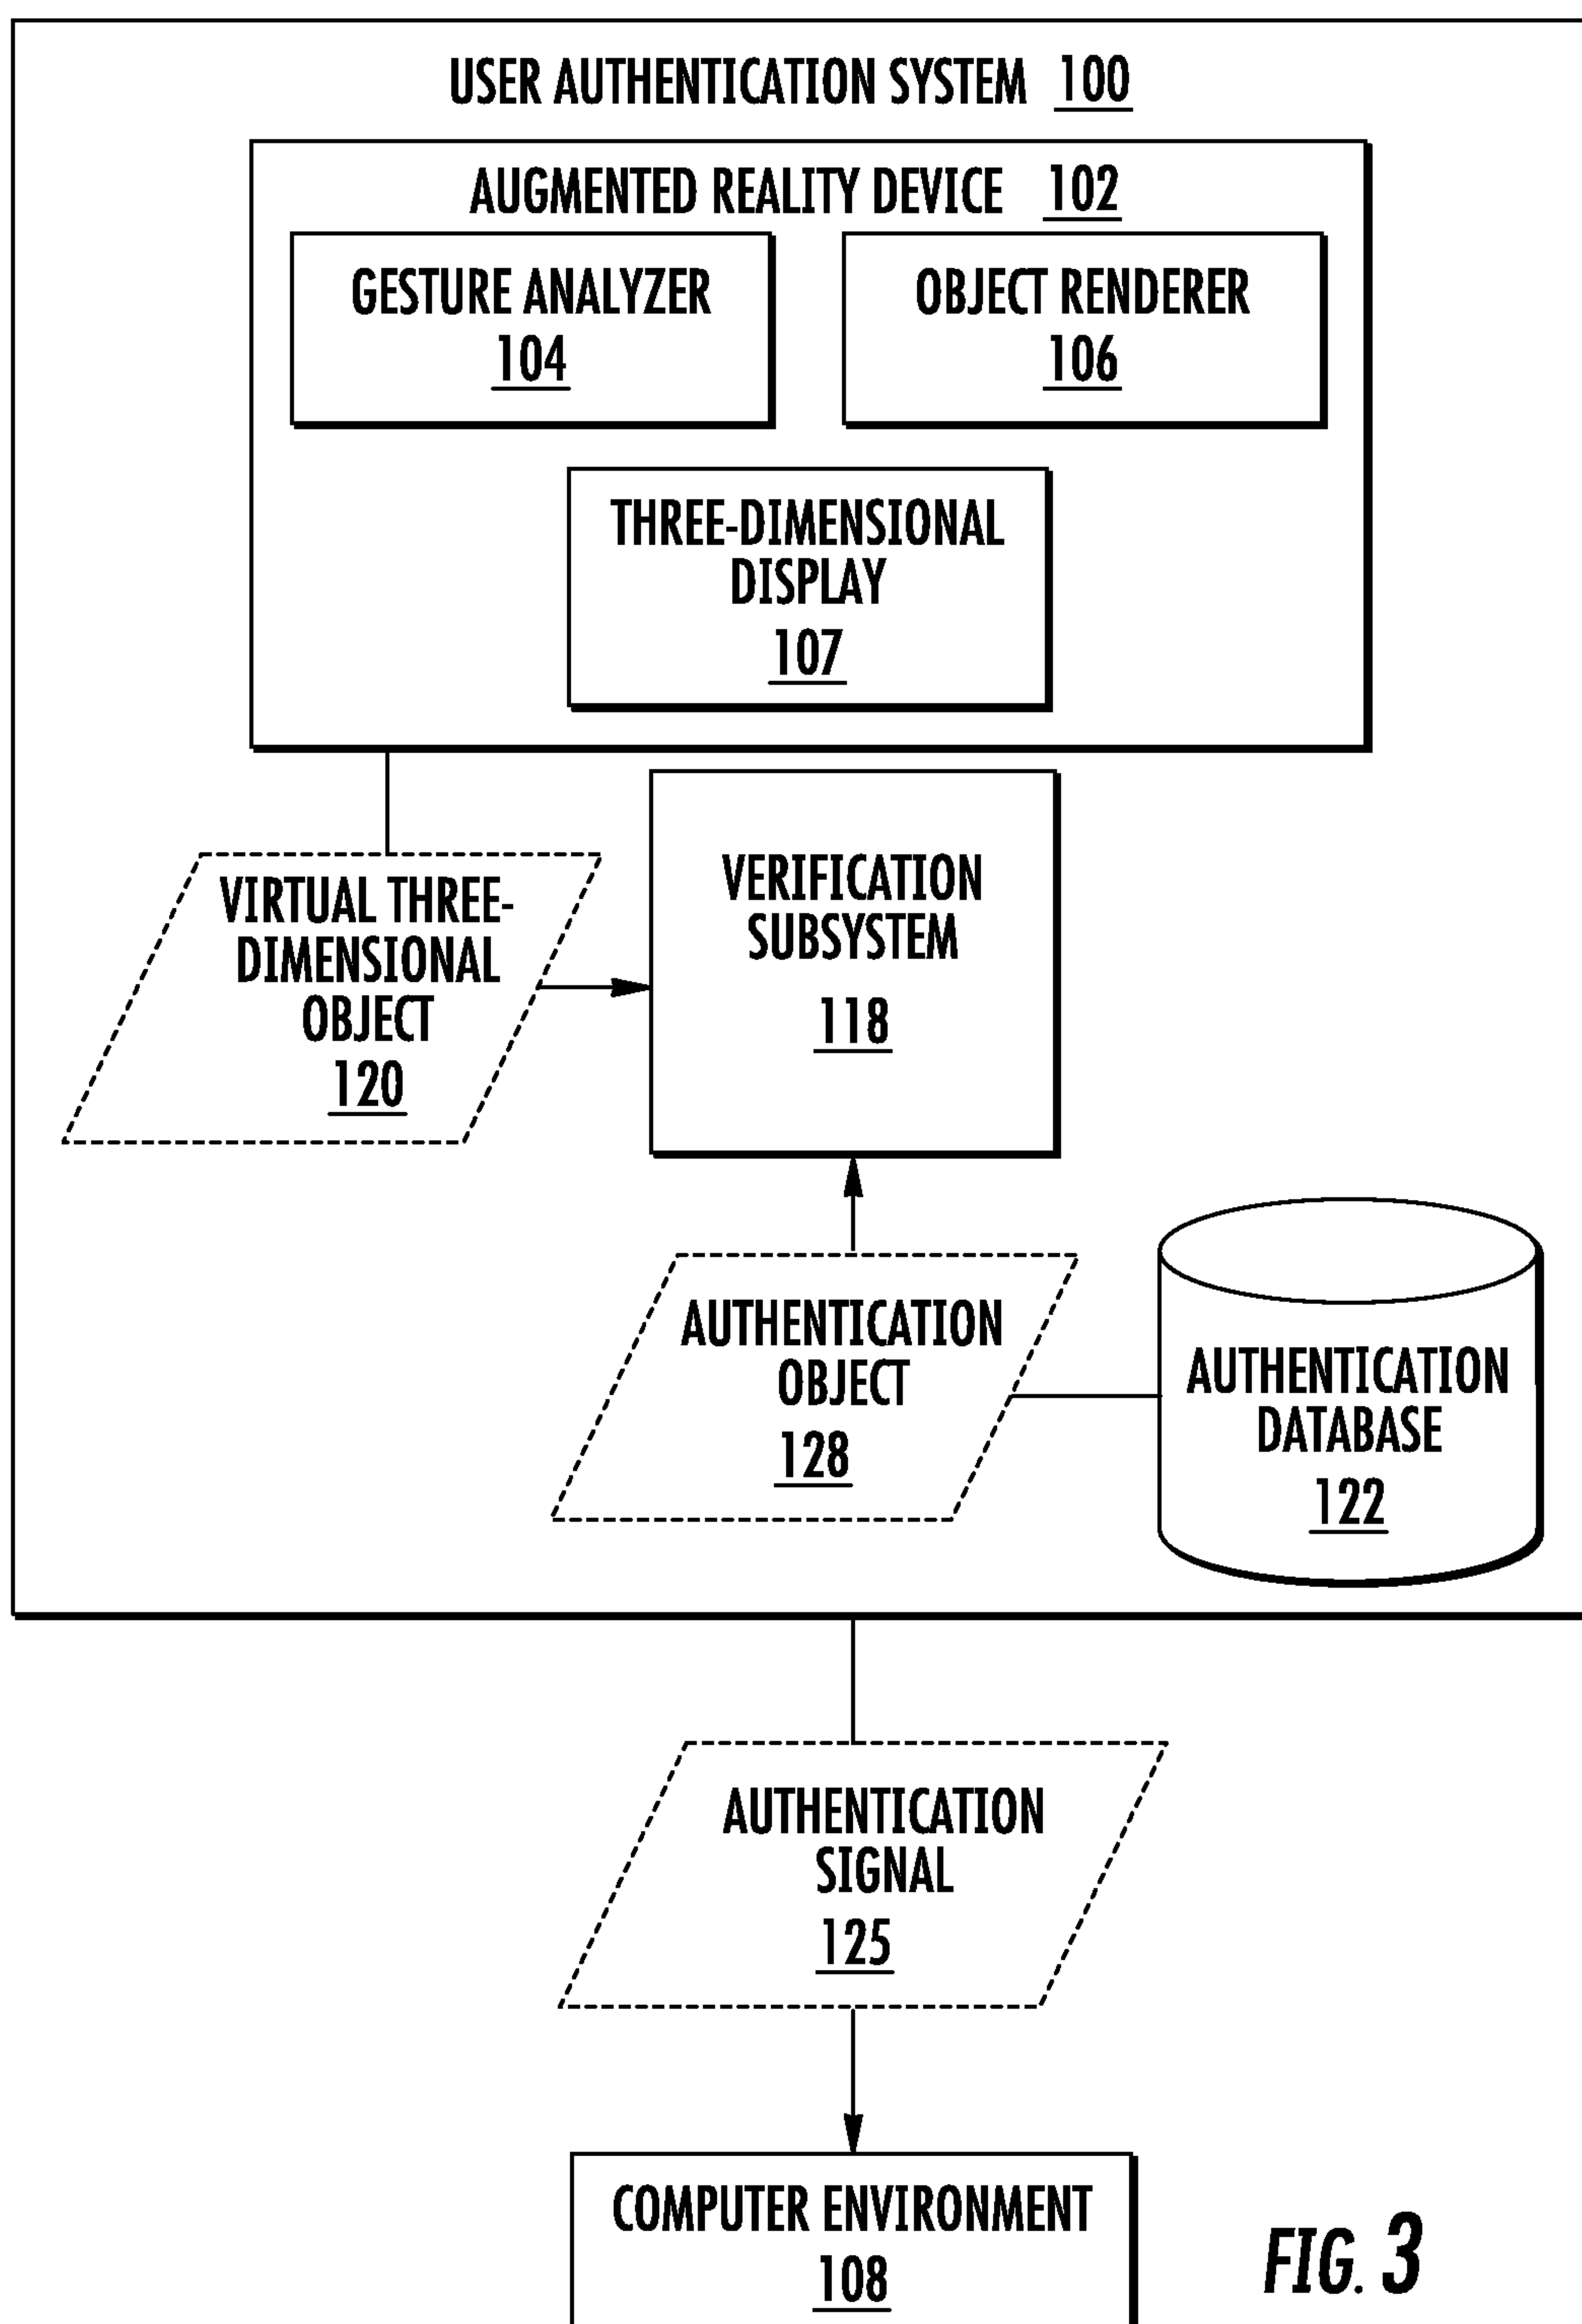 USER AUTHENTICATION SYSTEM 100
AUGMENTED REALITY DEVICE 102
GESTURE ANALYZER
104
OBJECT RENDERER
106
THREE-DIMENSIONAL
DISPLAY
107
VIRTUAL THREE-
DIMENSIONAL
OBJECT
120
VERIFICATION
SUBSYSTEM
118
AUTHENTICATION
OBJECT
128
AUTHENTICATION
DATABASE
122
AUTHENTICATION
SIGNAL
125
COMPUTER ENVIRONMENT
108
FIG. 3